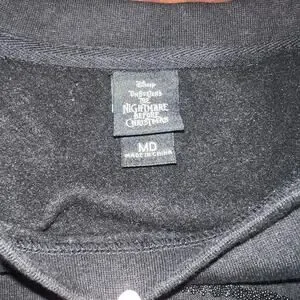 Disney
Tim Burton's
THE
NIGHTMARE
BEFORE
CHRISTMAS
MD
MADE IN CHINA